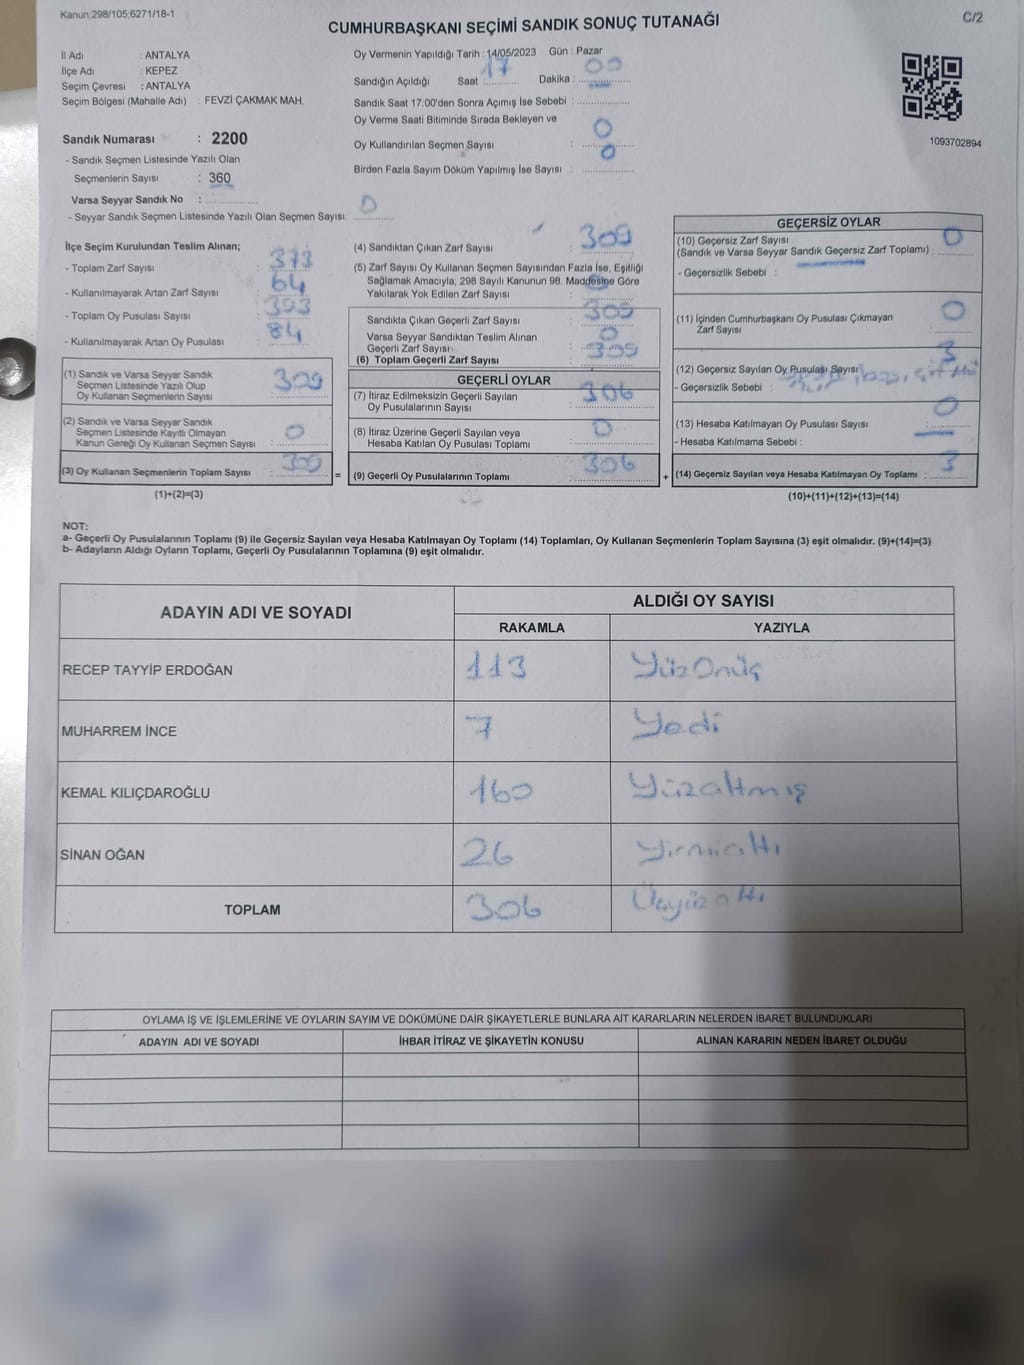 Kanun:298/105;6271/18-1
CUMHURBAŞKANI SEÇİMİ SANDIK SONUÇ TUTANAĞI
C/2
İl Adı : ANTALYA
İlçe Adı : KEPEZ
Seçim Çevresi : ANTALYA
Seçim Bölgesi (Mahalle Adı) : FEVZİ ÇAKMAK MAH.
Sandık Numarası : 2200
- Sandık Seçmen Listesinde Yazılı Olan
Seçmenlerin Sayısı : 360
Varsa Seyyar Sandık No :
- Seyyar Sandık Seçmen Listesinde Yazılı Olan Seçmen Sayısı: 0
Oy Vermenin Yapıldığı Tarih : 14/05/2023 Gün : Pazar
Sandığın Açıldığı Saat : 17 Dakika : 00
Sandık Saat 17:00'den Sonra Açımış İse Sebebi :
Oy Verme Saati Bitiminde Sırada Bekleyen ve
Oy Kullandırılan Seçmen Sayısı : 0
Birden Fazla Sayım Döküm Yapılmış İse Sayısı : 0
1093702894
İlçe Seçim Kurulundan Teslim Alınan;
- Toplam Zarf Sayısı : 373
- Kullanılmayarak Artan Zarf Sayısı : 64
- Toplam Oy Pusulası Sayısı : 393
- Kullanılmayarak Artan Oy Pusulası : 84
(1) Sandık ve Varsa Seyyar Sandık
Seçmen Listesinde Yazılı Olup
Oy Kullanan Seçmenlerin Sayısı : 309
(2) Sandık ve Varsa Seyyar Sandık
Seçmen Listesinde Kayıtlı Olmayan
Kanun Gereği Oy Kullanan Seçmen Sayısı : 0
(3) Oy Kullanan Seçmenlerin Toplam Sayısı : 309
(1)+(2)=(3)
(4) Sandıktan Çıkan Zarf Sayısı : 309
(5) Zarf Sayısı Oy Kullanan Seçmen Sayısından Fazla İse, Eşitliği
Sağlamak Amacıyla; 298 Sayılı Kanunun 98. Maddesine Göre
Yakılarak Yok Edilen Zarf Sayısı : 0
Sandıkta Çıkan Geçerli Zarf Sayısı : 309
Varsa Seyyar Sandıktan Teslim Alınan
Geçerli Zarf Sayısı : 0
(6) Toplam Geçerli Zarf Sayısı : 309
GEÇERLİ OYLAR
(7) İtiraz Edilmeksizin Geçerli Sayılan
Oy Pusulalarının Sayısı : 306
(8) İtiraz Üzerine Geçerli Sayılan veya
Hesaba Katılan Oy Pusulası Toplamı : 0
= (9) Geçerli Oy Pusulalarının Toplamı : 306
GEÇERSİZ OYLAR
(10) Geçersiz Zarf Sayısı
(Sandık ve Varsa Seyyar Sandık Geçersiz Zarf Toplamı) : 0
- Geçersizlik Sebebi :
(11) İçinden Cumhurbaşkanı Oy Pusulası Çıkmayan
Zarf Sayısı : 0
(12) Geçersiz Sayılan Oy Pusulası Sayısı : 3
- Geçersizlik Sebebi :
(13) Hesaba Katılmayan Oy Pusulası Sayısı : 0
- Hesaba Katılmama Sebebi :
+ (14) Geçersiz Sayılan veya Hesaba Katılmayan Oy Toplamı : 3
(10)+(11)+(12)+(13)=(14)
NOT:
a- Geçerli Oy Pusulalarının Toplamı (9) ile Geçersiz Sayılan veya Hesaba Katılmayan Oy Toplamı (14) Toplamları, Oy Kullanan Seçmenlerin Toplam Sayısına (3) eşit olmalıdır. (9)+(14)=(3)
b- Adayların Aldığı Oyların Toplamı, Geçerli Oy Pusulalarının Toplamına (9) eşit olmalıdır.
ADAYIN ADI VE SOYADI
ALDIĞI OY SAYISI
RAKAMLA YAZIYLA
RECEP TAYYİP ERDOĞAN 113 Yüzonüç
MUHARREM İNCE 7 Yedi
KEMAL KILIÇDAROĞLU 160 Yüzaltmış
SİNAN OĞAN 26 Yirmialtı
TOPLAM 306 Üçyüzaltı
OYLAMA İŞ VE İŞLEMLERİNE VE OYLARIN SAYIM VE DÖKÜMÜNE DAİR ŞİKAYETLERLE BUNLARA AİT KARARLARIN NELERDEN İBARET BULUNDUKLARI
ADAYIN ADI VE SOYADI İHBAR İTİRAZ VE ŞİKAYETİN KONUSU ALINAN KARARIN NEDEN İBARET OLDUĞU